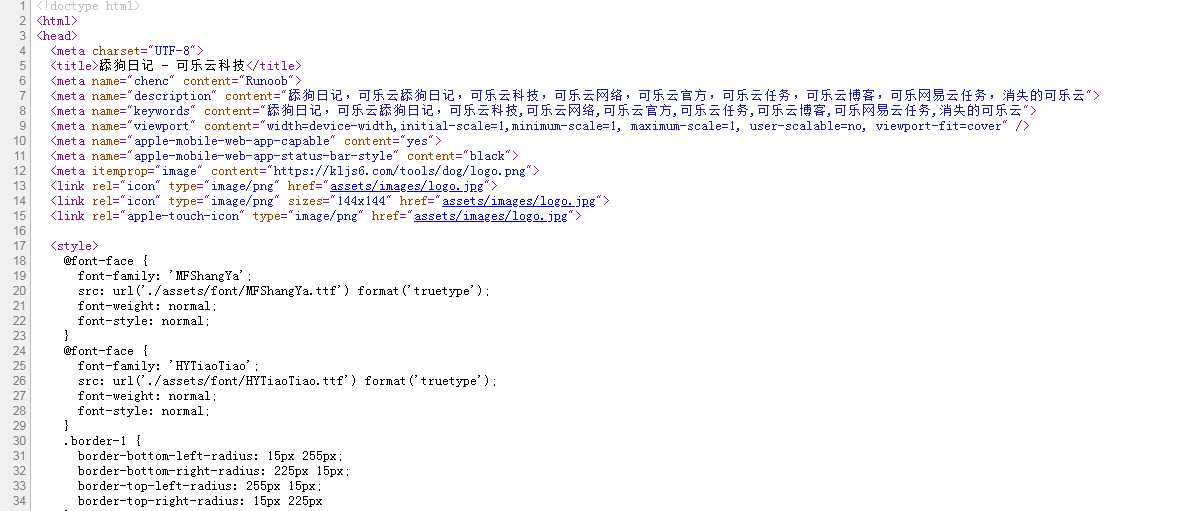 1 <!doctype html>
2 <html>
3 <head>
4 <meta charset="UTF-8">
5 <title>舔狗日记 - 可乐云科技</title>
6 <meta name="chenc" content="Runoob">
7 <meta name="description" content="舔狗日记，可乐云舔狗日记，可乐云科技，可乐云网络，可乐云官方，可乐云任务，可乐云博客，可乐网易云任务，消失的可乐云">
8 <meta name="keywords" content="舔狗日记，可乐云舔狗日记，可乐云科技,可乐云网络,可乐云官方,可乐云任务,可乐云博客,可乐网易云任务,消失的可乐云">
9 <meta name="viewport" content="width=device-width,initial-scale=1,minimum-scale=1, maximum-scale=1, user-scalable=no, viewport-fit=cover" />
10 <meta name="apple-mobile-web-app-capable" content="yes">
11 <meta name="apple-mobile-web-app-status-bar-style" content="black">
12 <meta itemprop="image" content="https://kljs6.com/tools/dog/logo.png">
13 <link rel="icon" type="image/png" href="assets/images/logo.jpg">
14 <link rel="icon" type="image/png" sizes="144x144" href="assets/images/logo.jpg">
15 <link rel="apple-touch-icon" type="image/png" href="assets/images/logo.jpg">
16
17 <style>
18 @font-face {
19 font-family: 'MFShangYa';
20 src: url('./assets/font/MFShangYa.ttf') format('truetype');
21 font-weight: normal;
22 font-style: normal;
23 }
24 @font-face {
25 font-family: 'HYTiaoTiao';
26 src: url('./assets/font/HYTiaoTiao.ttf') format('truetype');
27 font-weight: normal;
28 font-style: normal;
29 }
30 .border-1 {
31 border-bottom-left-radius: 15px 255px;
32 border-bottom-right-radius: 225px 15px;
33 border-top-left-radius: 255px 15px;
34 border-top-right-radius: 15px 225px